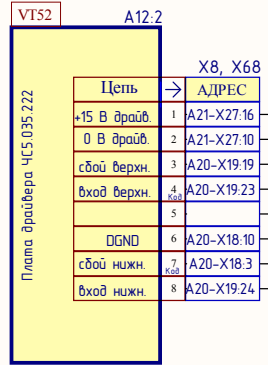 VT52 A12:2
X8, X68
Цепь → АДРЕС
+15 В драйв. 1 A21-X27:16
0 В драйв. 2 A21-X27:10
сбой верхн. 3 A20-X19:19
вход верхн. 4 Код A20-X19:23
5
DGND 6 A20-X18:10
сбой нижн. 7 Код A20-X18:3
вход нижн. 8 A20-X19:24
Плата драйвера ЧЕ5.035.222